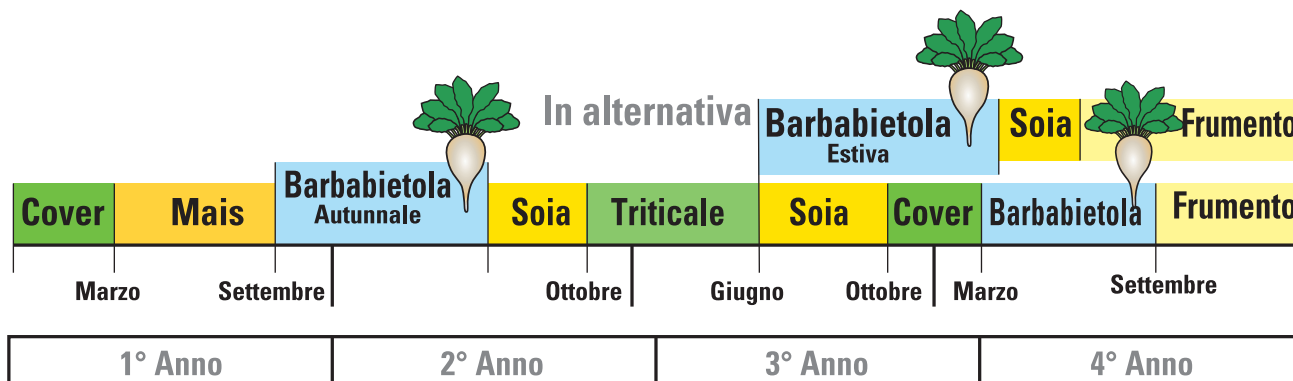 In alternativa
Barbabietola
Estiva
Soia
Frumento
Cover
Mais
Barbabietola
Autunnale
Soia
Triticale
Soia
Cover
Barbabietola
Frumento
Marzo
Settembre
Ottobre
Giugno
Ottobre
Marzo
Settembre
1° Anno
2° Anno
3° Anno
4° Anno